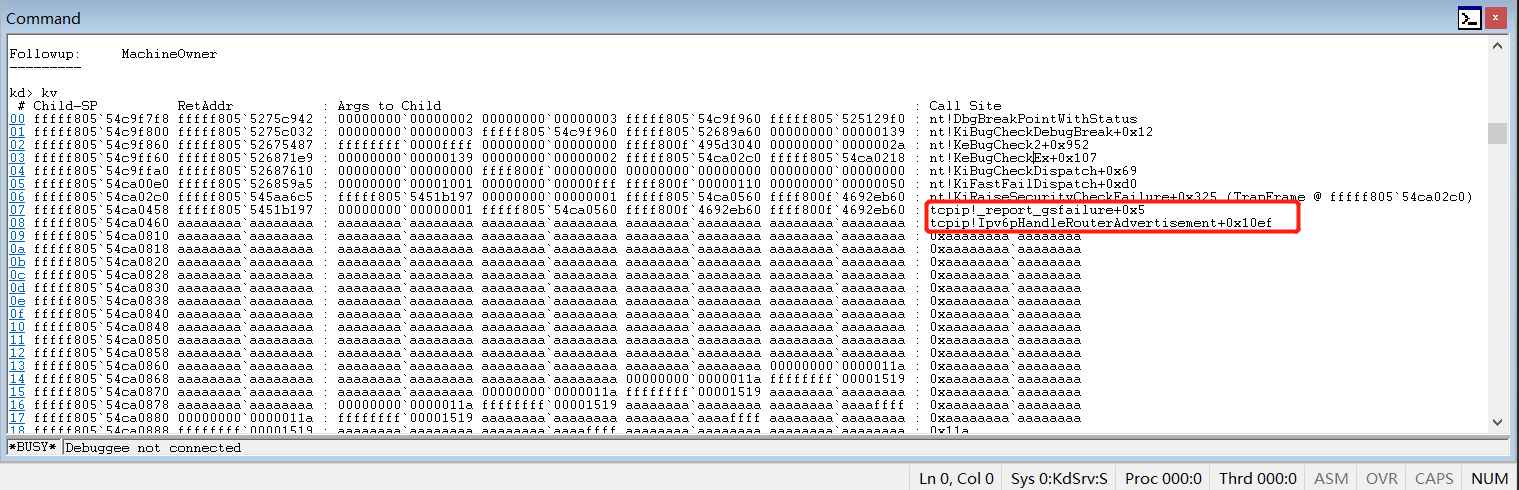 Command
Followup:     MachineOwner
---------
kd> kv
 # Child-SP          RetAddr           : Args to Child                                                           : Call Site
00 fffff805`54c9f7f8 fffff805`5275c942 : 00000000`00000002 00000000`00000003 fffff805`54c9f960 fffff805`525129f0 : nt!DbgBreakPointWithStatus
01 fffff805`54c9f800 fffff805`5275c032 : 00000000`00000003 fffff805`54c9f960 fffff805`52689a60 00000000`00000139 : nt!KiBugCheckDebugBreak+0x12
02 fffff805`54c9f860 fffff805`52675487 : ffffffff`0000ffff 00000000`00000000 fffff800f`495d3040 00000000`0000002a : nt!KeBugCheck2+0x952
03 fffff805`54c9ff60 fffff805`526871e9 : 00000000`00000139 00000000`00000002 fffff805`54ca02c0 fffff805`54ca0218 : nt!KeBugCheckEx+0x107
04 fffff805`54c9ffa0 fffff805`52687610 : 00000000`00000000 ffff800f`00000000 00000000`00000000 00000000`00000000 : nt!KiBugCheckDispatch+0x69
05 fffff805`54ca00e0 fffff805`526859a5 : 00000000`00001001 00000000`00000fff ffff800f`00000110 00000000`00000050 : nt!KiFastFailDispatch+0xd0
06 fffff805`54ca02c0 fffff805`545aa6c5 : fffff805`5451b197 fffff805`54ca0560 ffff800f`4692eb60 ffff800f`4692eb60 : nt!KiRaiseSecurityCheckFailure+0x325 (TrapFrame @ fffff805`54ca02c0)
07 fffff805`54ca0458 fffff805`5451b197 : 00000000`00000001 fffff805`54ca0560 ffff800f`4692eb60 ffff800f`4692eb60 : tcpip!_report_gsfailure+0x5
08 fffff805`54ca0460 aaaaaaaa`aaaaaaaa : aaaaaaaa`aaaaaaaa aaaaaaaa`aaaaaaaa aaaaaaaa`aaaaaaaa aaaaaaaa`aaaaaaaa : tcpip!Ipv6pHandleRouterAdvertisement+0x10ef
09 fffff805`54ca0810 aaaaaaaa`aaaaaaaa : aaaaaaaa`aaaaaaaa aaaaaaaa`aaaaaaaa aaaaaaaa`aaaaaaaa aaaaaaaa`aaaaaaaa : 0xaaaaaaaa`aaaaaaaa
0a fffff805`54ca0818 aaaaaaaa`aaaaaaaa : aaaaaaaa`aaaaaaaa aaaaaaaa`aaaaaaaa aaaaaaaa`aaaaaaaa aaaaaaaa`aaaaaaaa : 0xaaaaaaaa`aaaaaaaa
0b fffff805`54ca0820 aaaaaaaa`aaaaaaaa : aaaaaaaa`aaaaaaaa aaaaaaaa`aaaaaaaa aaaaaaaa`aaaaaaaa aaaaaaaa`aaaaaaaa : 0xaaaaaaaa`aaaaaaaa
0c fffff805`54ca0828 aaaaaaaa`aaaaaaaa : aaaaaaaa`aaaaaaaa aaaaaaaa`aaaaaaaa aaaaaaaa`aaaaaaaa aaaaaaaa`aaaaaaaa : 0xaaaaaaaa`aaaaaaaa
0d fffff805`54ca0830 aaaaaaaa`aaaaaaaa : aaaaaaaa`aaaaaaaa aaaaaaaa`aaaaaaaa aaaaaaaa`aaaaaaaa aaaaaaaa`aaaaaaaa : 0xaaaaaaaa`aaaaaaaa
0e fffff805`54ca0838 aaaaaaaa`aaaaaaaa : aaaaaaaa`aaaaaaaa aaaaaaaa`aaaaaaaa aaaaaaaa`aaaaaaaa aaaaaaaa`aaaaaaaa : 0xaaaaaaaa`aaaaaaaa
0f fffff805`54ca0840 aaaaaaaa`aaaaaaaa : aaaaaaaa`aaaaaaaa aaaaaaaa`aaaaaaaa aaaaaaaa`aaaaaaaa aaaaaaaa`aaaaaaaa : 0xaaaaaaaa`aaaaaaaa
10 fffff805`54ca0848 aaaaaaaa`aaaaaaaa : aaaaaaaa`aaaaaaaa aaaaaaaa`aaaaaaaa aaaaaaaa`aaaaaaaa aaaaaaaa`aaaaaaaa : 0xaaaaaaaa`aaaaaaaa
11 fffff805`54ca0850 aaaaaaaa`aaaaaaaa : aaaaaaaa`aaaaaaaa aaaaaaaa`aaaaaaaa aaaaaaaa`aaaaaaaa aaaaaaaa`aaaaaaaa : 0xaaaaaaaa`aaaaaaaa
12 fffff805`54ca0858 aaaaaaaa`aaaaaaaa : aaaaaaaa`aaaaaaaa aaaaaaaa`aaaaaaaa aaaaaaaa`aaaaaaaa aaaaaaaa`aaaaaaaa : 0xaaaaaaaa`aaaaaaaa
13 fffff805`54ca0860 aaaaaaaa`aaaaaaaa : aaaaaaaa`aaaaaaaa aaaaaaaa`aaaaaaaa aaaaaaaa`aaaaaaaa 00000000`0000011a : 0xaaaaaaaa`aaaaaaaa
14 fffff805`54ca0868 aaaaaaaa`aaaaaaaa : aaaaaaaa`aaaaaaaa aaaaaaaa`aaaaaaaa 00000000`0000011a ffffffff`00001519 : 0xaaaaaaaa`aaaaaaaa
15 fffff805`54ca0870 aaaaaaaa`aaaaaaaa : aaaaaaaa`aaaaaaaa 00000000`0000011a ffffffff`00001519 aaaaaaaa`aaaaaaaa : 0xaaaaaaaa`aaaaaaaa
16 fffff805`54ca0878 aaaaaaaa`aaaaaaaa : 00000000`0000011a ffffffff`00001519 aaaaaaaa`aaaaaaaa aaaaaaaa`aaaaffff : 0xaaaaaaaa`aaaaaaaa
17 fffff805`54ca0880 00000000`0000011a : ffffffff`00001519 aaaaaaaa`aaaaaaaa aaaaaaaa`aaaaffff aaaaaaaa`aaaaaaaa : 0xaaaaaaaa`aaaaaaaa
18 fffff805`54ca0888 ffffffff`00001519 : aaaaaaaa`aaaaaaaa aaaaaaaa`aaaaffff aaaaaaaa`aaaaaaaa aaaaaaaa`aaaaaaaa : 0x11a
*BUSY* Debuggee not connected
Ln 0, Col 0 Sys 0:KdSrv:S Proc 000:0 Thrd 000:0 ASM OVR CAPS NUM